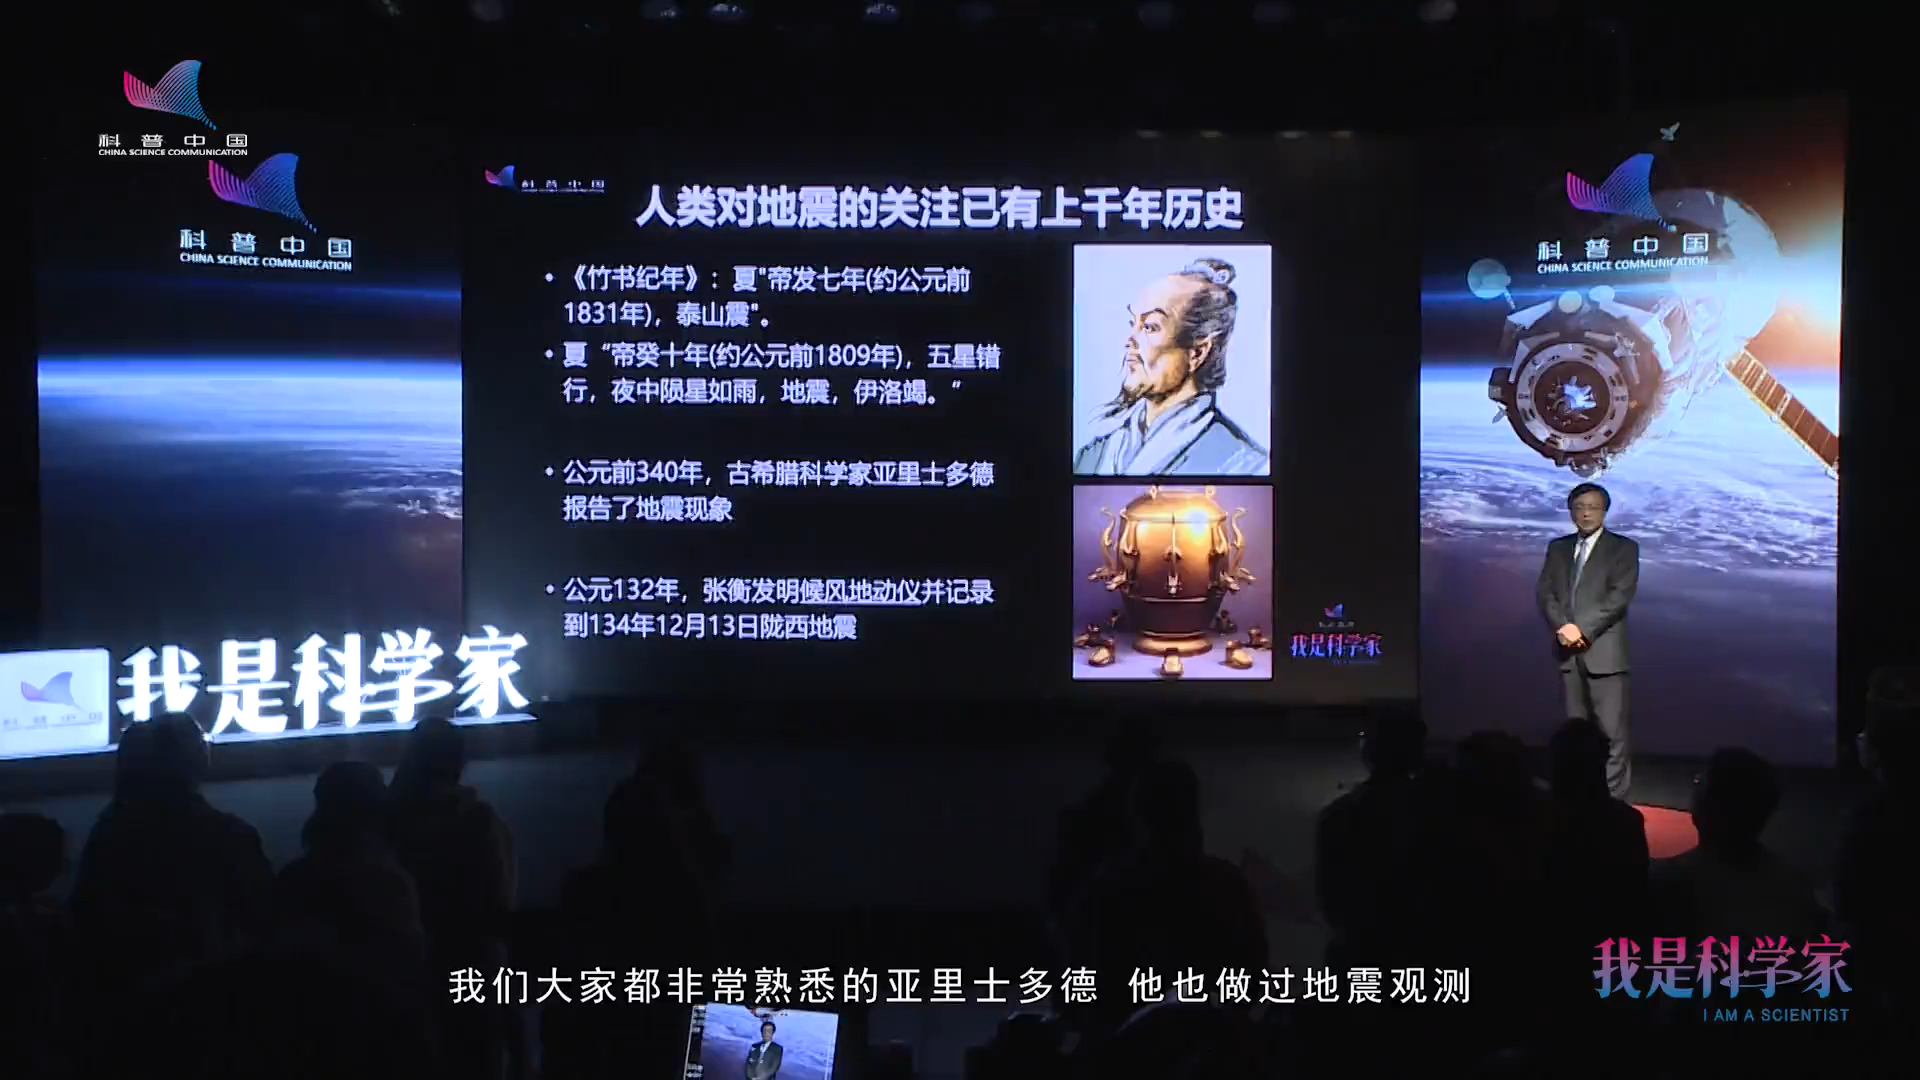 科普中国
CHINA SCIENCE COMMUNICATION
科普中国
CHINA SCIENCE COMMUNICATION
科普中国
人类对地震的关注已有上千年历史
• 《竹书纪年》：夏"帝发七年(约公元前
1831年)，泰山震"。
• 夏“帝癸十年(约公元前1809年)，五星错
行，夜中陨星如雨，地震，伊洛竭。”
• 公元前340年，古希腊科学家亚里士多德
报告了地震现象
• 公元132年，张衡发明候风地动仪并记录
到134年12月13日陇西地震
我是科学家
科普中国
CHINA SCIENCE COMMUNICATION
科普中国
我是科学家
我们大家都非常熟悉的亚里士多德 他也做过地震观测
我是科学家
I AM A SCIENTIST